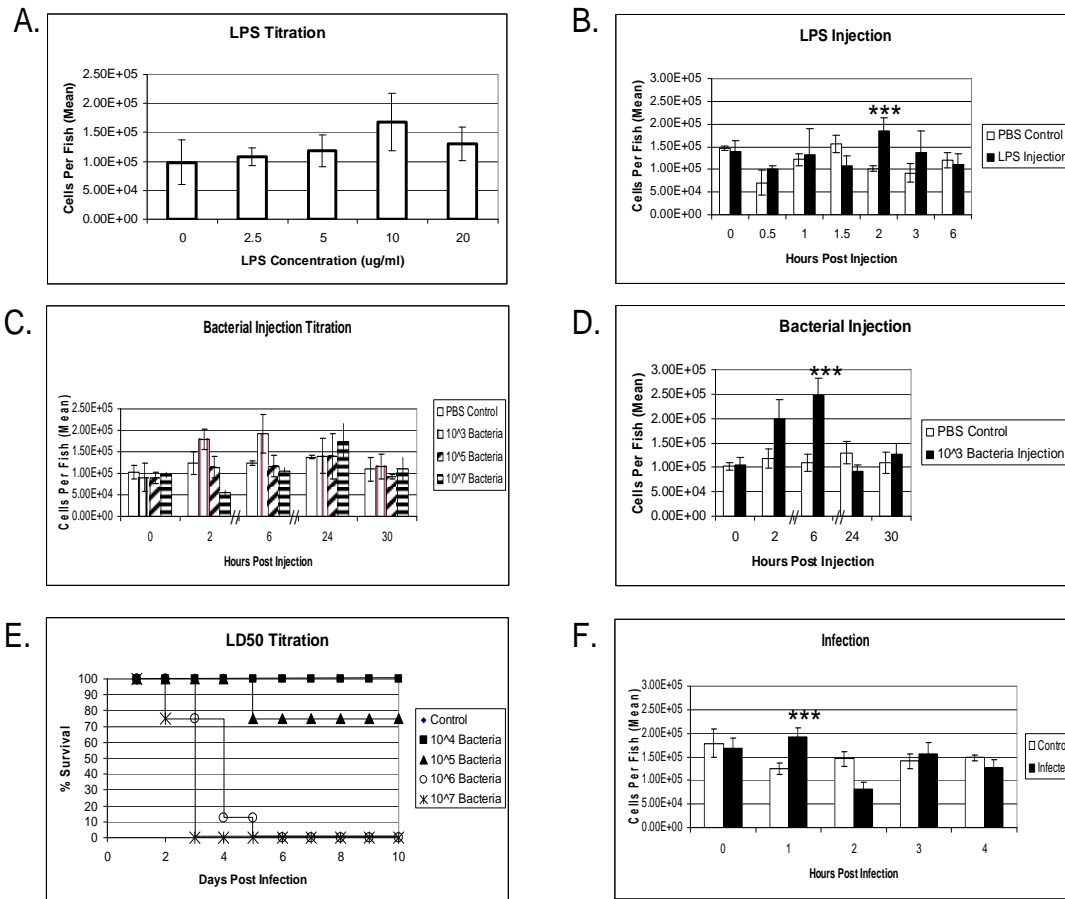 A.
LPS Titration
Cells Per Fish (Mean)
2.50E+05
2.00E+05
1.50E+05
1.00E+05
5.00E+04
0.00E+00
0 2.5 5 10 20
LPS Concentration (ug/ml)
B.
LPS Injection
Cells Per Fish (Mean)
3.00E+05
2.50E+05
2.00E+05
1.50E+05
1.00E+05
5.00E+04
0.00E+00
***
0 0.5 1 1.5 2 3 6
Hours Post Injection
PBS Control
LPS Injection
C.
Bacterial Injection Titration
Cells Per Fish (Mean)
2.50E+05
2.00E+05
1.50E+05
1.00E+05
5.00E+04
0.00E+00
// //
0 2 6 24 30
Hours Post Injection
PBS Control
10^3 Bacteria
10^5 Bacteria
10^7 Bacteria
D.
Bacterial Injection
Cells Per Fish (Mean)
3.00E+05
2.50E+05
2.00E+05
1.50E+05
1.00E+05
5.00E+04
0.00E+00
***
// //
0 2 6 24 30
Hours Post Injection
PBS Control
10^3 Bacteria Injection
E.
LD50 Titration
% Survival
100
90
80
70
60
50
40
30
20
10
0
0 2 4 6 8 10
Days Post Infection
Control
10^4 Bacteria
10^5 Bacteria
10^6 Bacteria
10^7 Bacteria
F.
Infection
Cells Per Fish (Mean)
3.00E+05
2.50E+05
2.00E+05
1.50E+05
1.00E+05
5.00E+04
0.00E+00
***
0 1 2 3 4
Hours Post Infection
Contro
Infecte